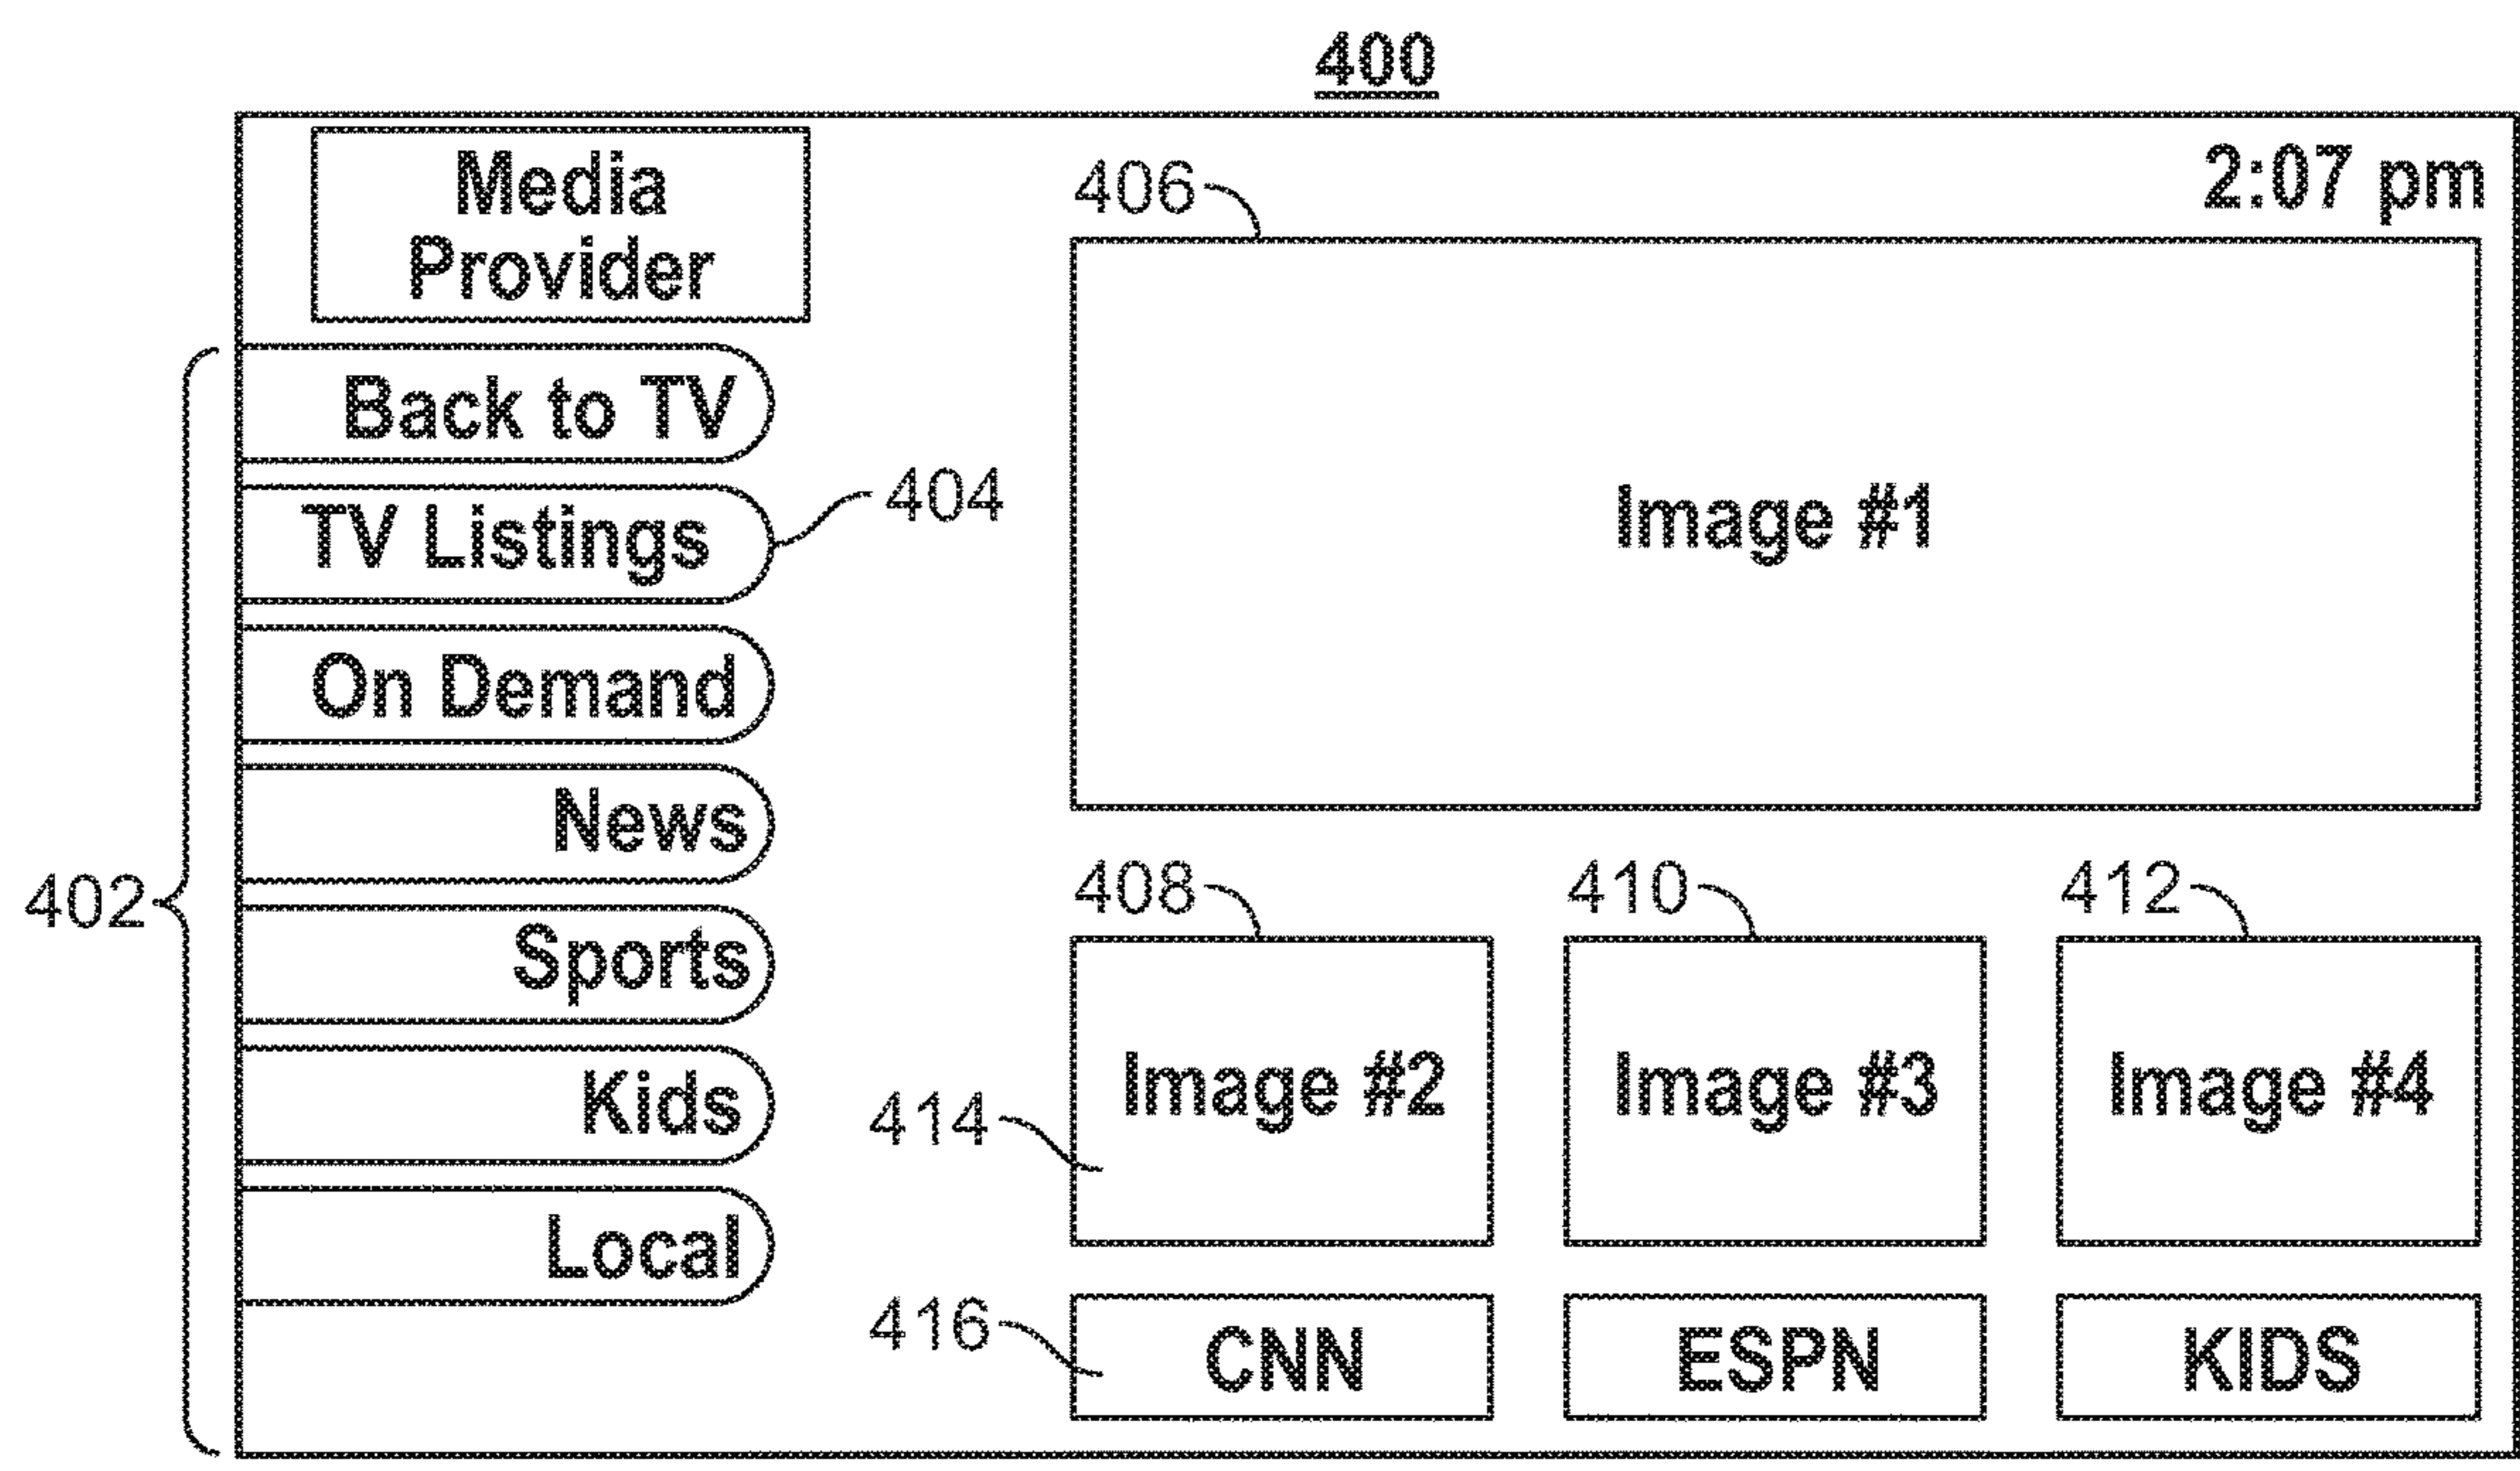 400
Media
Provider
2:07 pm
406
Back to TV
TV Listings
404
On Demand
News
Sports
Kids
Local
402
Image #1
408
410
412
Image #2
Image #3
Image #4
414
416
CNN
ESPN
KIDS